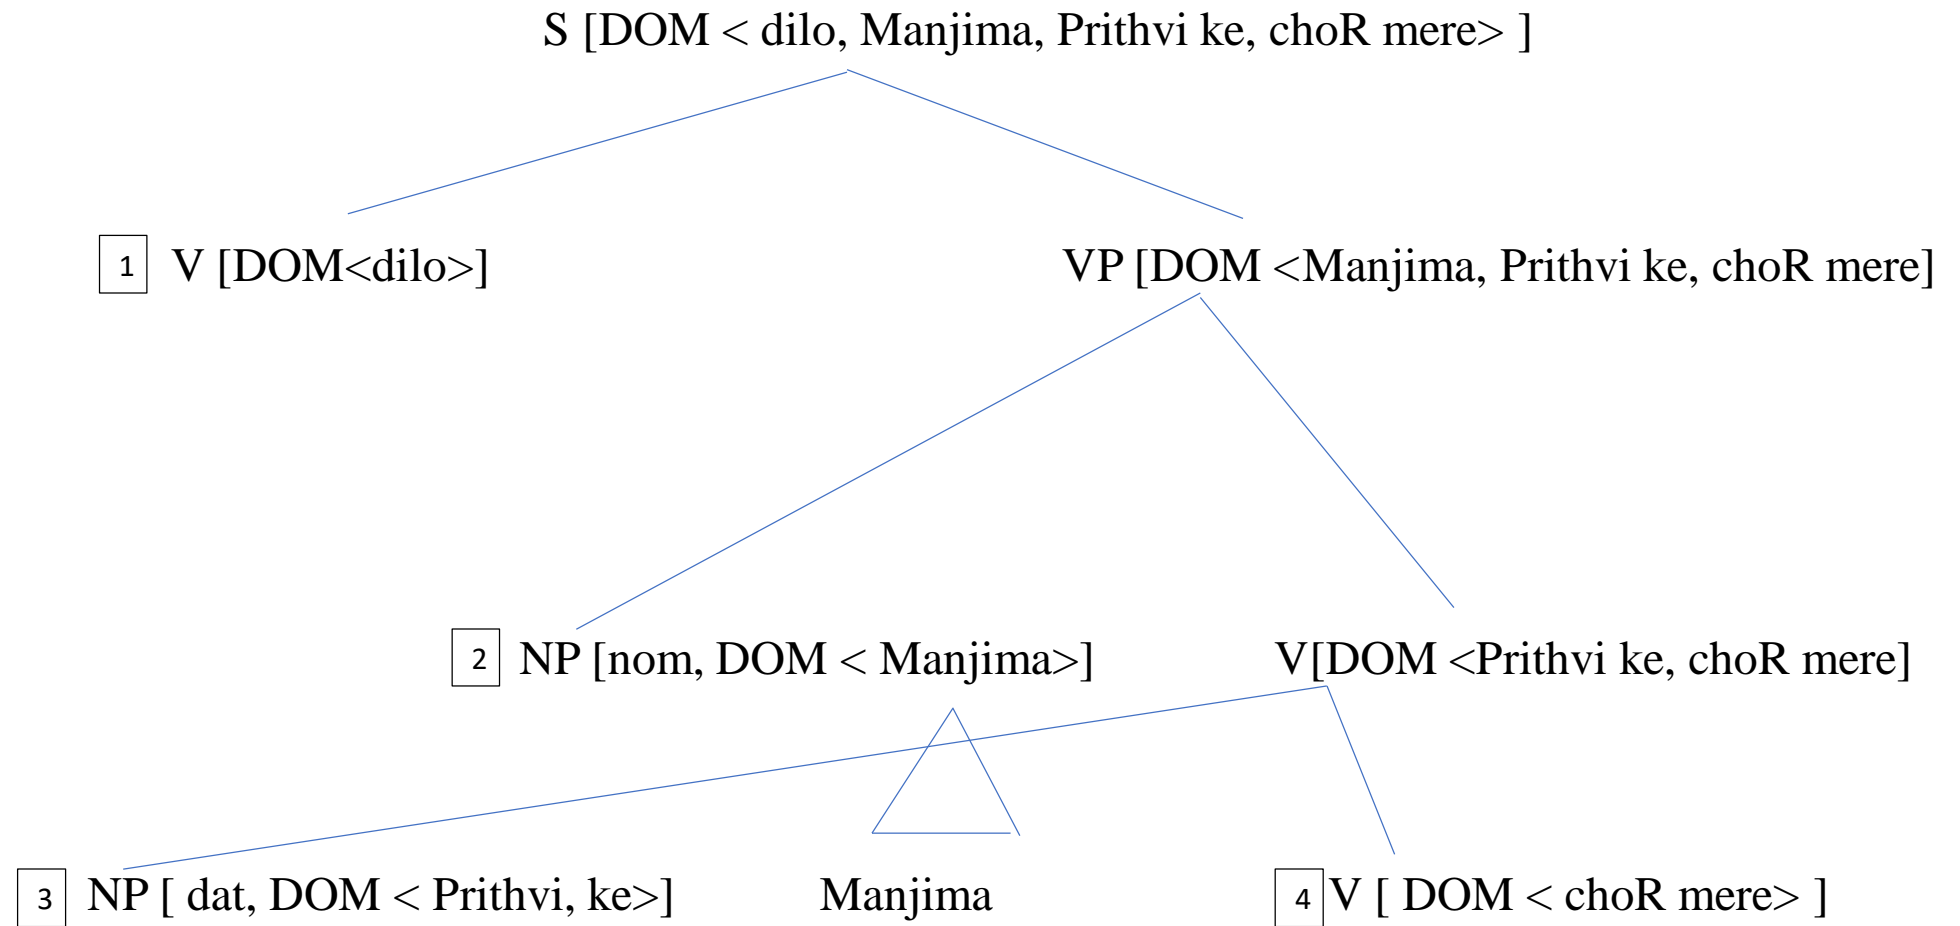 S [DOM < dilo, Manjima, Prithvi ke, choR mere> ]
1 V [DOM<dilo>] VP [DOM <Manjima, Prithvi ke, choR mere]
2 NP [nom, DOM < Manjima>] V[DOM <Prithvi ke, choR mere]
3 NP [ dat, DOM < Prithvi, ke>] Manjima 4 V [ DOM < choR mere> ]